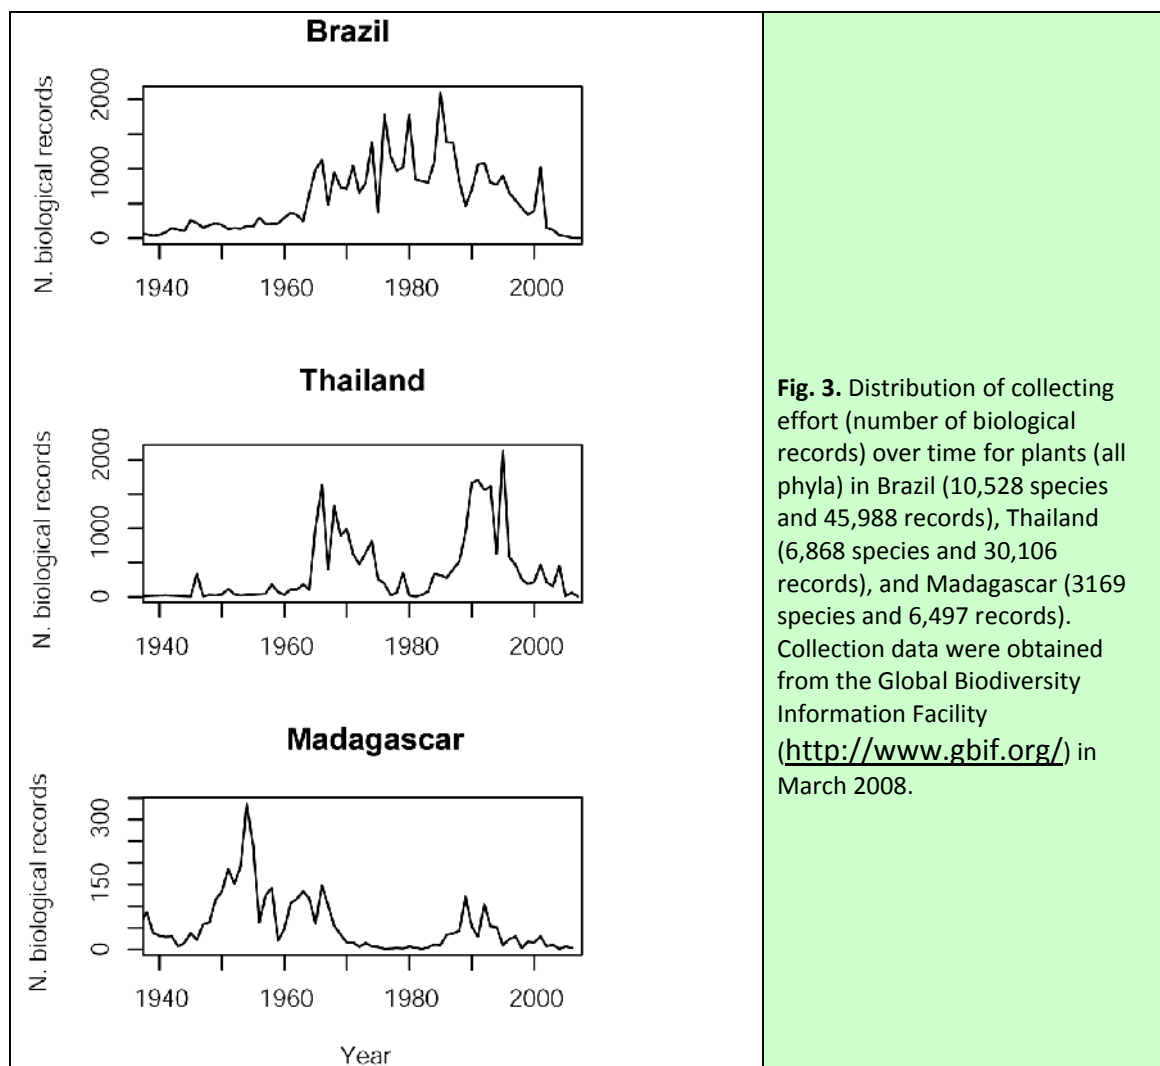 Brazil
N. biological records
2000
1000
0
1940 1960 1980 2000
Thailand
N. biological records
2000
1000
0
1940 1960 1980 2000
Madagascar
N. biological records
300
150
0
1940 1960 1980 2000
Year
Fig. 3. Distribution of collecting
effort (number of biological
records) over time for plants (all
phyla) in Brazil (10,528 species
and 45,988 records), Thailand
(6,868 species and 30,106
records), and Madagascar (3169
species and 6,497 records).
Collection data were obtained
from the Global Biodiversity
Information Facility
(http://www.gbif.org/) in
March 2008.